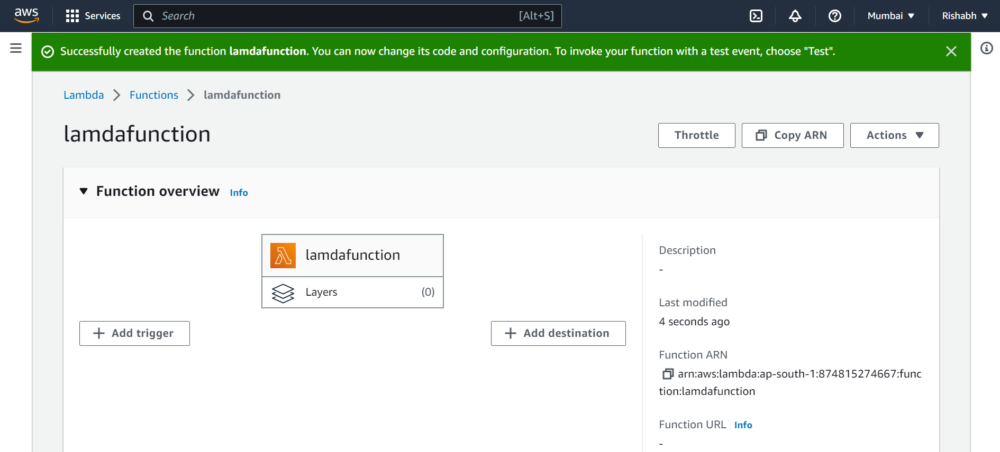 aws Services Search [Alt+S] Mumbai Rishabh
Successfully created the function lamdafunction. You can now change its code and configuration. To invoke your function with a test event, choose "Test".
Lambda Functions lamdafunction
lamdafunction
Throttle Copy ARN Actions
Function overview Info
lamdafunction
Layers (0)
Add trigger
Add destination
Description
-
Last modified
4 seconds ago
Function ARN
arn:aws:lambda:ap-south-1:874815274667:func
tion:lamdafunction
Function URL Info
-